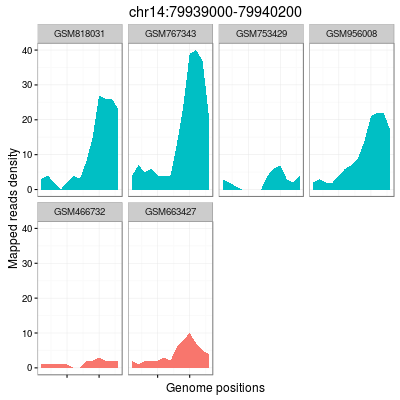 chr14:79939000-79940200
GSM818031 GSM767343 GSM753429 GSM956008
40
30
20
10
0
GSM466732 GSM663427
40
30
20
10
0
Mapped reads density
Genome positions